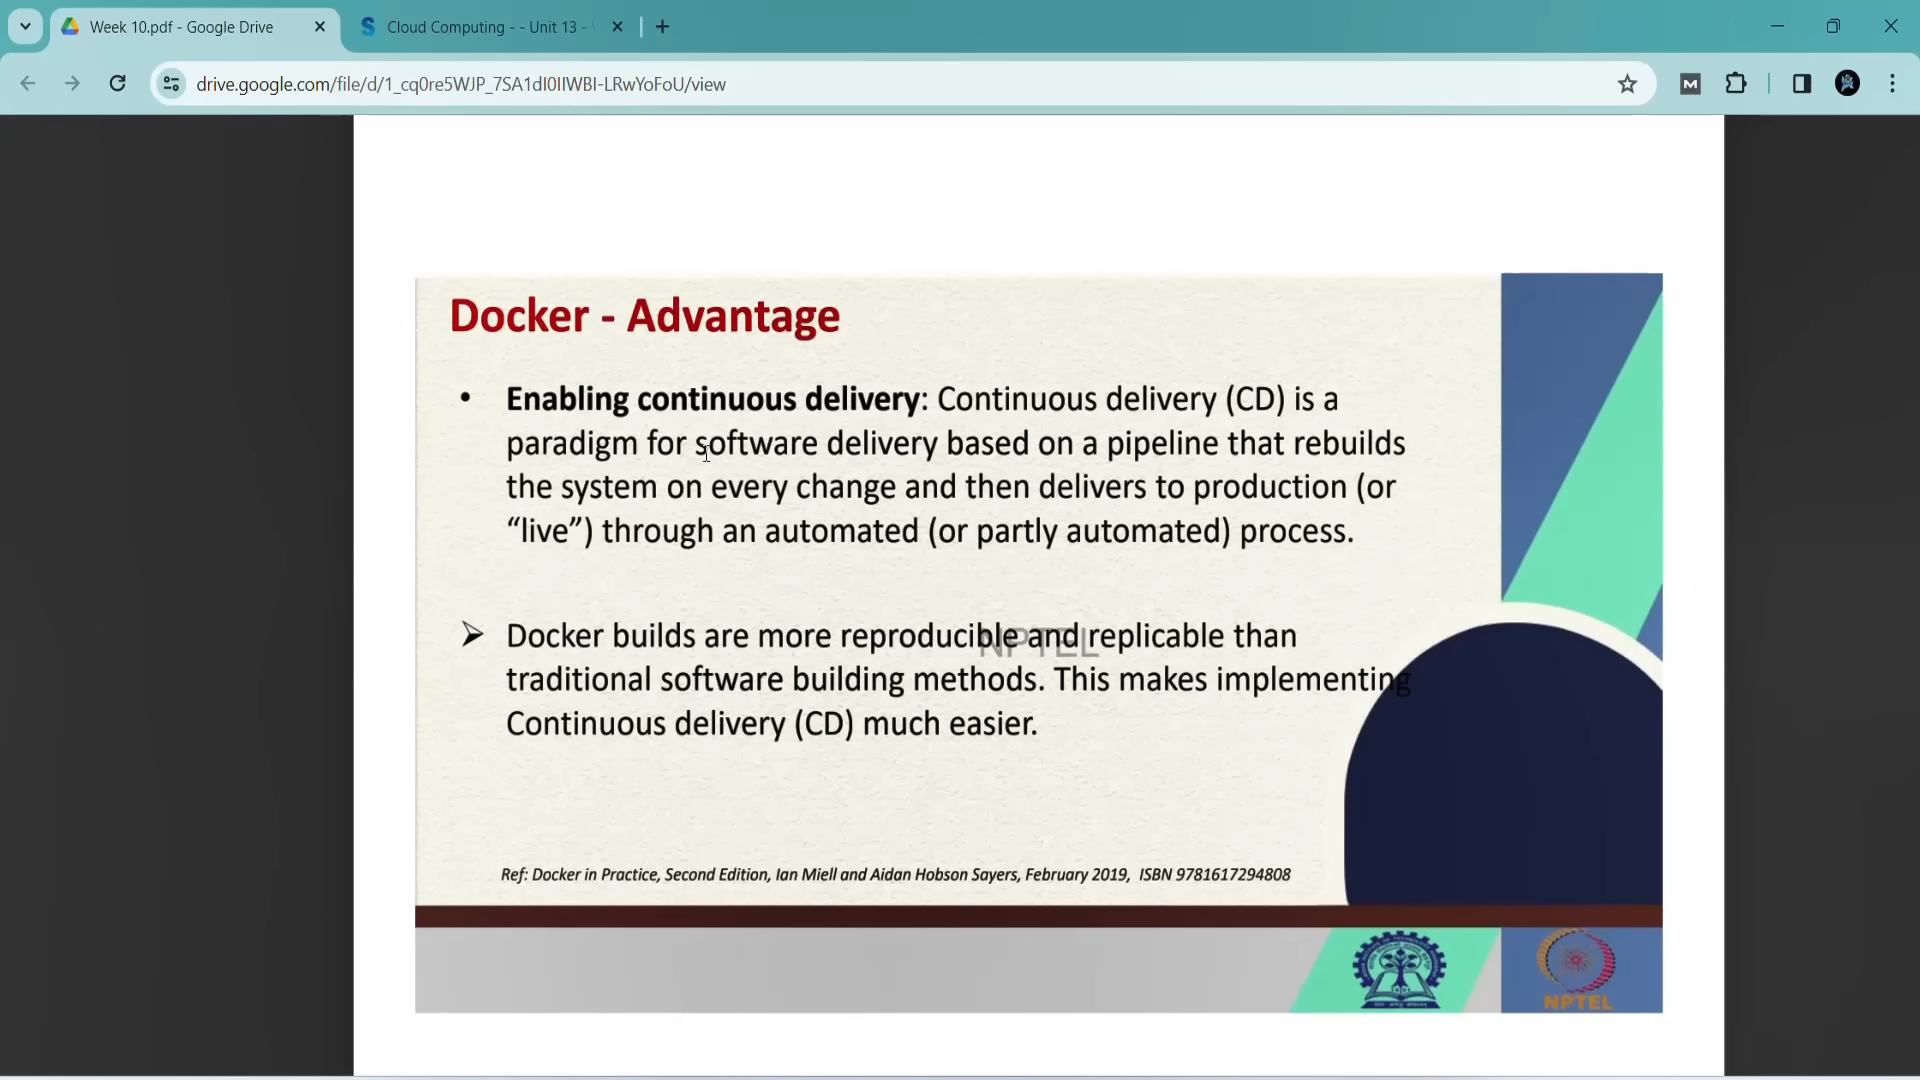 Week 10.pdf - Google Drive
Cloud Computing - - Unit 13 -
drive.google.com/file/d/1_cq0re5WJP_7SA1dI0IIWBI-LRwYoFoU/view
Docker - Advantage
• Enabling continuous delivery: Continuous delivery (CD) is a
paradigm for software delivery based on a pipeline that rebuilds
the system on every change and then delivers to production (or
“live”) through an automated (or partly automated) process.
➢ Docker builds are more reproducible and replicable than
NPTEL
traditional software building methods. This makes implementing
Continuous delivery (CD) much easier.
Ref: Docker in Practice, Second Edition, Ian Miell and Aidan Hobson Sayers, February 2019, ISBN 9781617294808
NPTEL